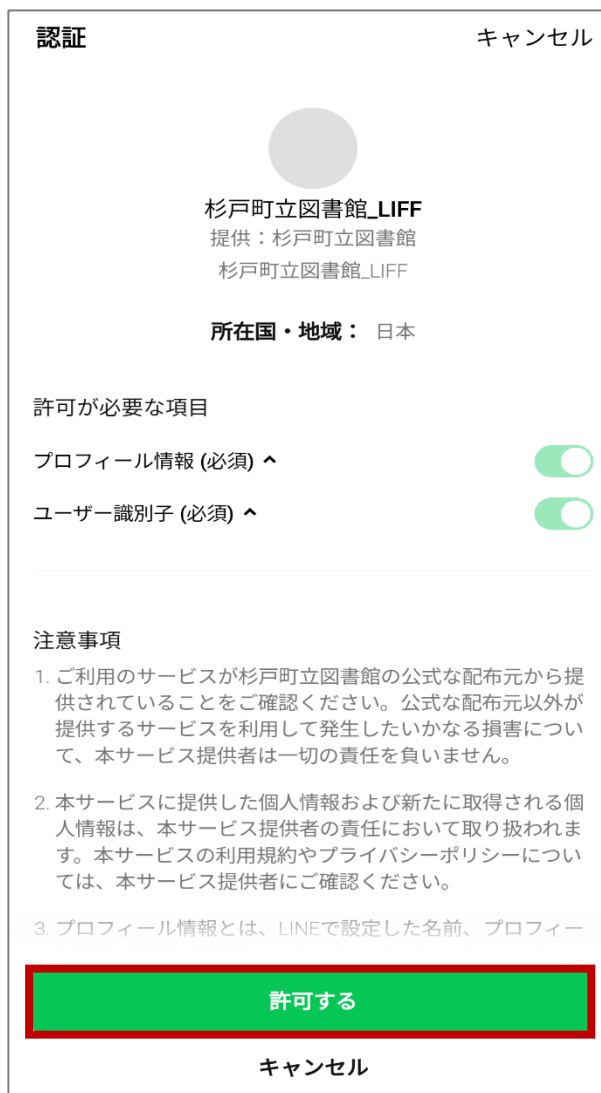 認証
キャンセル
杉戸町立図書館_LIFF
提供：杉戸町立図書館
杉戸町立図書館_LIFF
所在国・地域： 日本
許可が必要な項目
プロフィール情報 (必須)
ユーザー識別子 (必須)
注意事項
1. ご利用のサービスが杉戸町立図書館の公式な配布元から提
供されていることをご確認ください。公式な配布元以外が
提供するサービスを利用して発生したいかなる損害につい
て、本サービス提供者は一切の責任を負いません。
2. 本サービスに提供した個人情報および新たに取得される個
人情報は、本サービス提供者の責任において取り扱われま
す。本サービスの利用規約やプライバシーポリシーについ
ては、本サービス提供者にご確認ください。
3. プロフィール情報とは、LINEで設定した名前、プロフィー
許可する
キャンセル